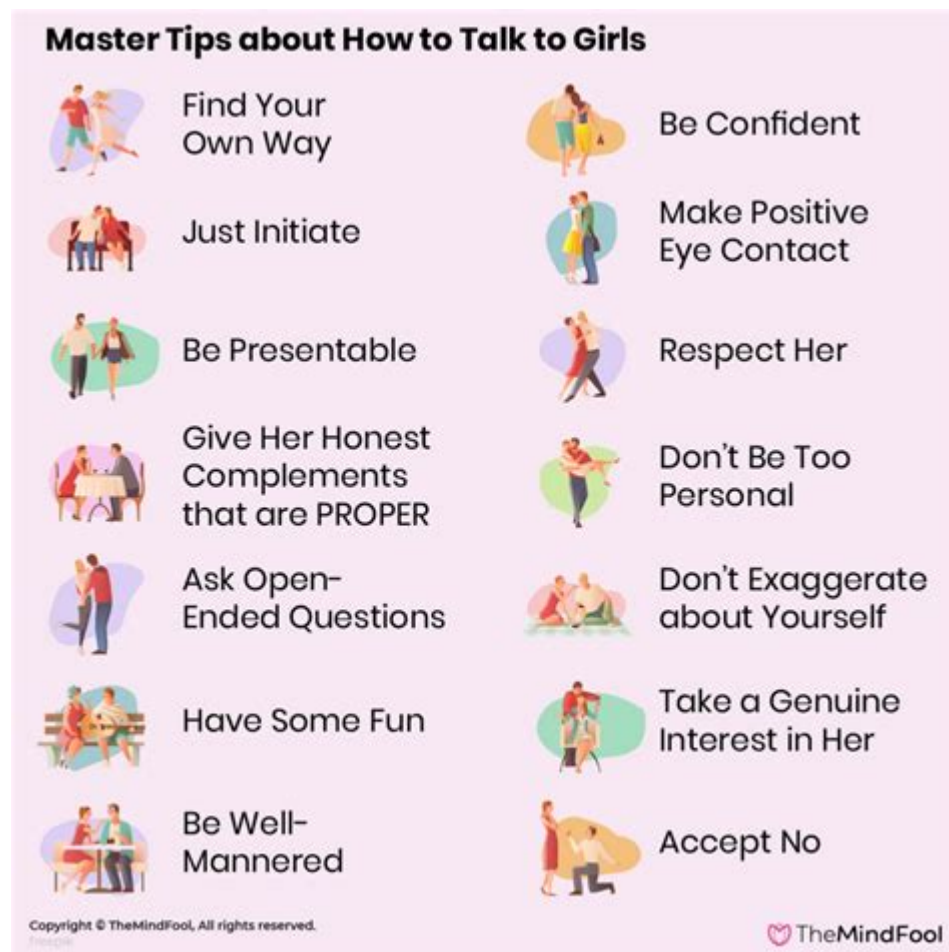 Master Tips about How to Talk to Girls
Find Your
Own Way
Just Initiate
Be Presentable
Give Her Honest
Complements
that are PROPER
Ask Open-
Ended Questions
Have Some Fun
Be Well-
Mannered
Be Confident
Make Positive
Eye Contact
Respect Her
Don't Be Too
Personal
Don't Exaggerate
about Yourself
Take a Genuine
Interest in Her
Accept No
Copyright © TheMindFool, All rights reserved.
freepik
TheMindFool